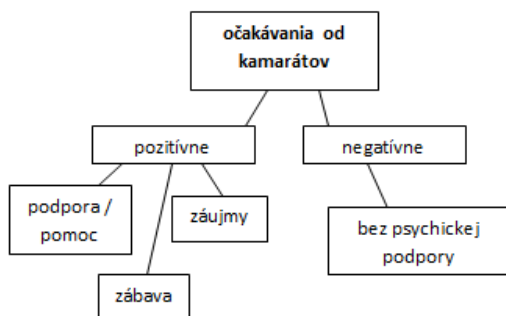 očakávania od
kamarátov
pozitívne
negatívne
podpora /
pomoc
záujmy
bez psychickej
podpory
zábava